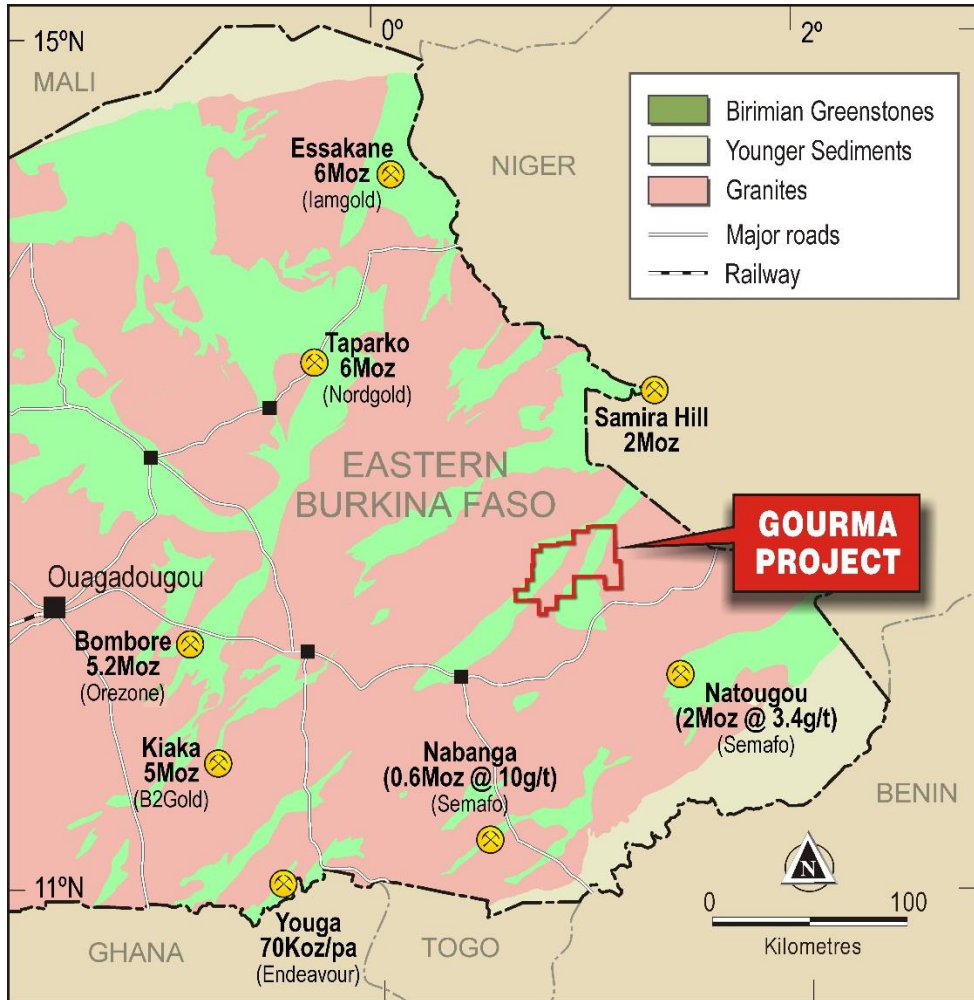 0º
2º
15ºN
MALI
Birimian Greenstones
Younger Sediments
Granites
Major roads
Railway
Essakane
6Moz
(Iamgold)
NIGER
Taparko
6Moz
(Nordgold)
Samira Hill
2Moz
EASTERN
BURKINA FASO
GOURMA
PROJECT
Ouagadougou
Bombore
5.2Moz
(Orezone)
Natougou
(2Moz @ 3.4g/t)
(Semafo)
Kiaka
5Moz
(B2Gold)
Nabanga
(0.6Moz @ 10g/t)
(Semafo)
BENIN
N
11ºN
Youga
70Koz/pa
(Endeavour)
GHANA
TOGO
0
100
Kilometres